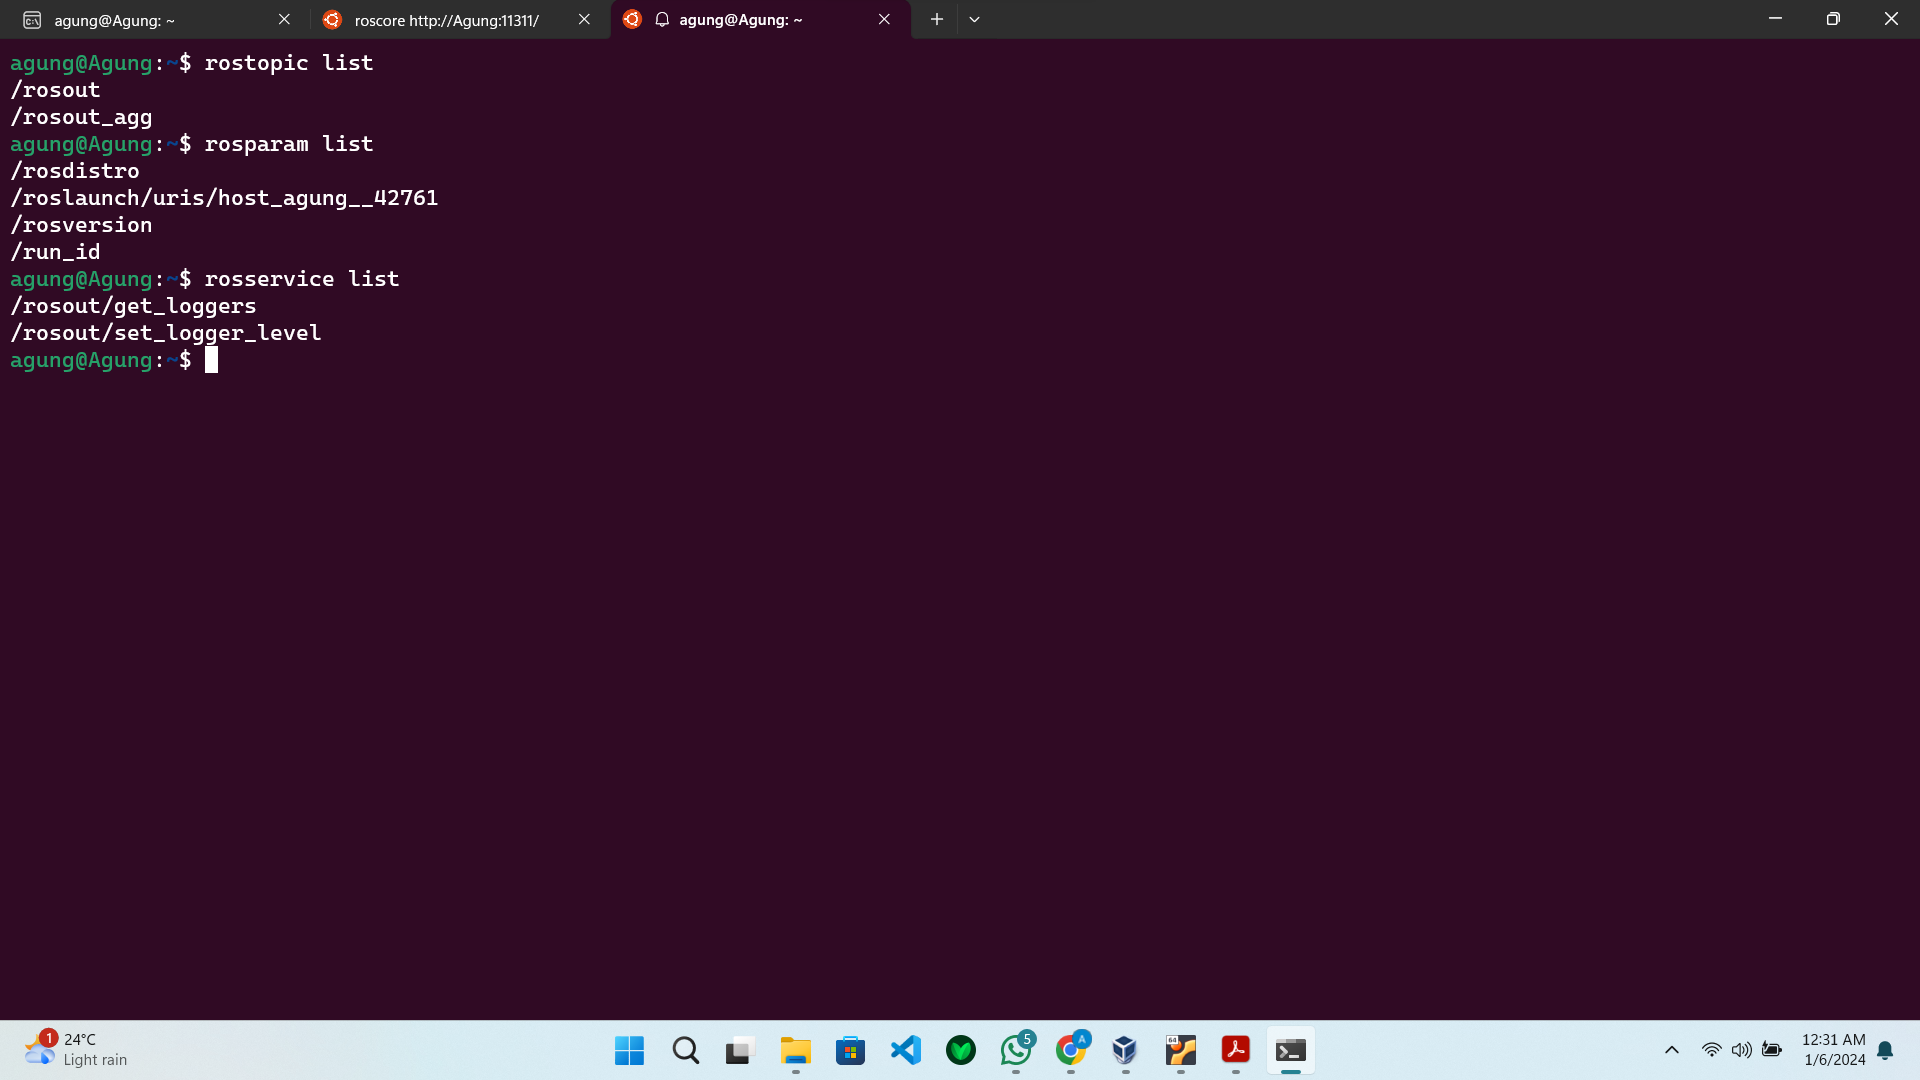 agung@Agung: ~
roscore http://Agung:11311/
agung@Agung: ~
agung@Agung:~$ rostopic list
/rosout
/rosout_agg
agung@Agung:~$ rosparam list
/rosdistro
/roslaunch/uris/host_agung__42761
/rosversion
/run_id
agung@Agung:~$ rosservice list
/rosout/get_loggers
/rosout/set_logger_level
agung@Agung:~$
1
24°C
Light rain
5
A
64
12:31 AM
1/6/2024